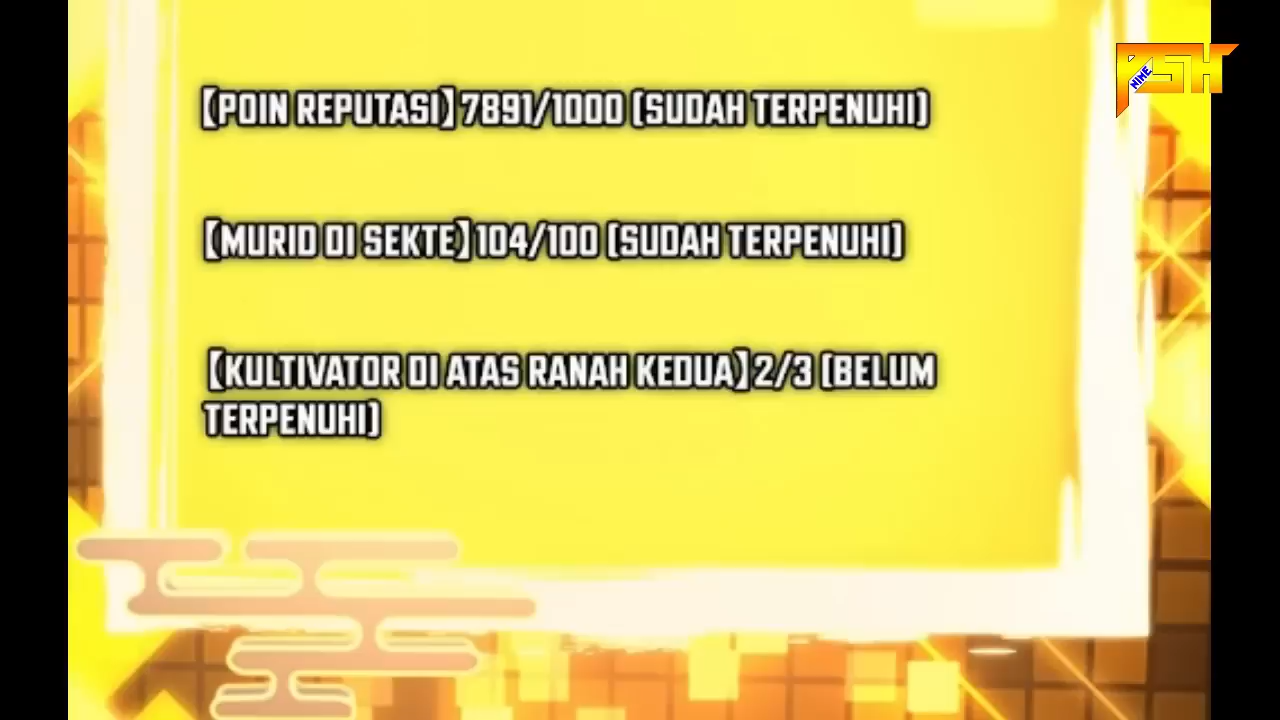 【POIN REPUTASI】7891/1000 (SUDAH TERPENUHI)
【MURID DI SEKTE】104/100 (SUDAH TERPENUHI)
【KULTIVATOR DI ATAS RANAH KEDUA】2/3 (BELUM
TERPENUHI)
NIME